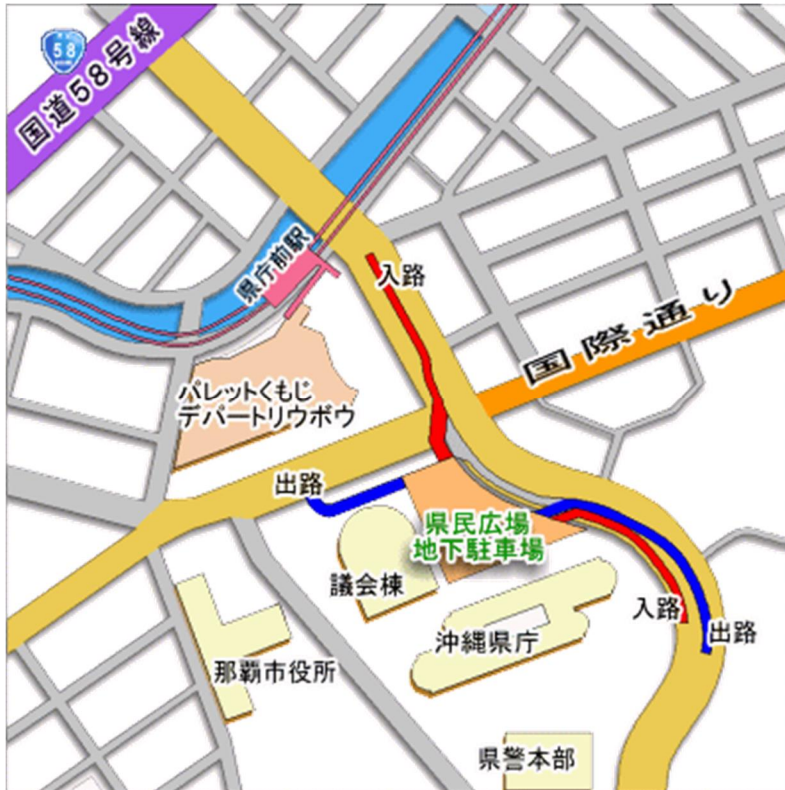 58
国道58号線
県庁前駅
入路
国際通り
パレットくもじ
デパートリウボウ
出路
県民広場
地下駐車場
議会棟
入路
出路
沖縄県庁
那覇市役所
県警本部